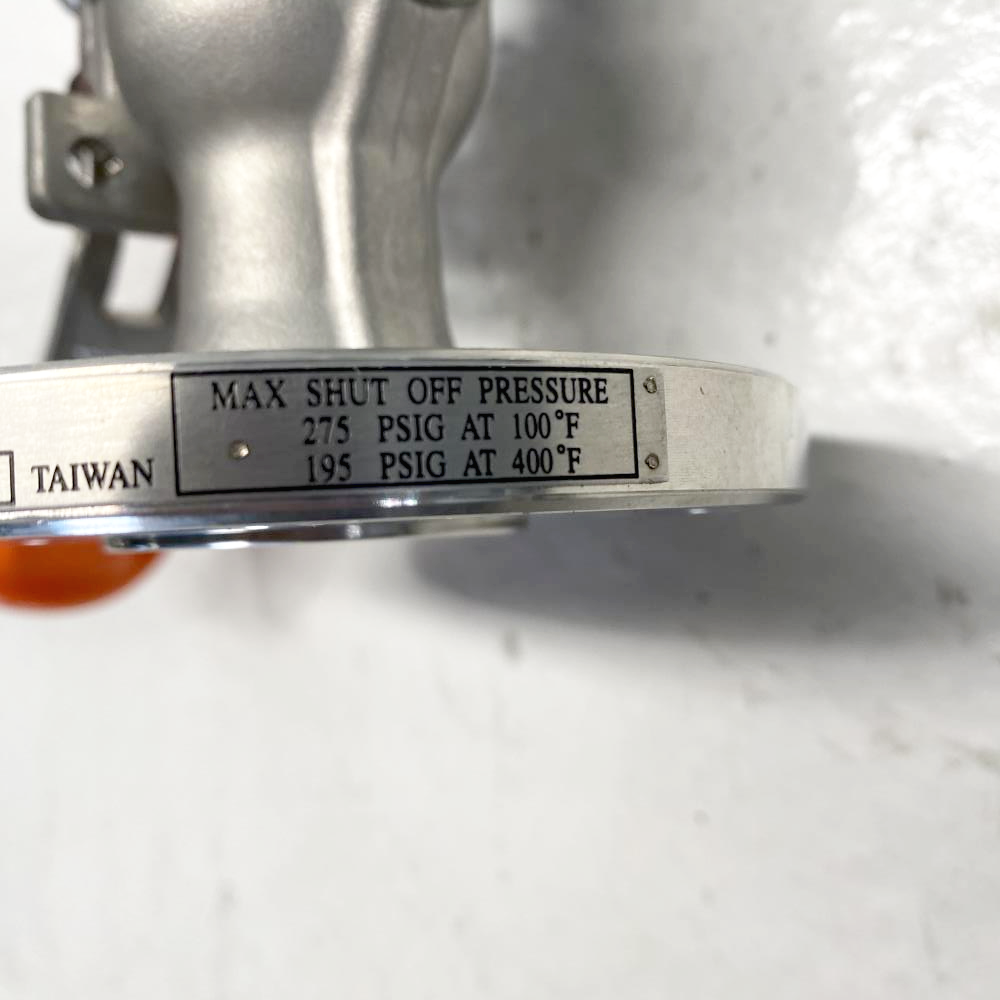 TAIWAN
MAX SHUT OFF PRESSURE
275 PSIG AT 100°F
195 PSIG AT 400°F